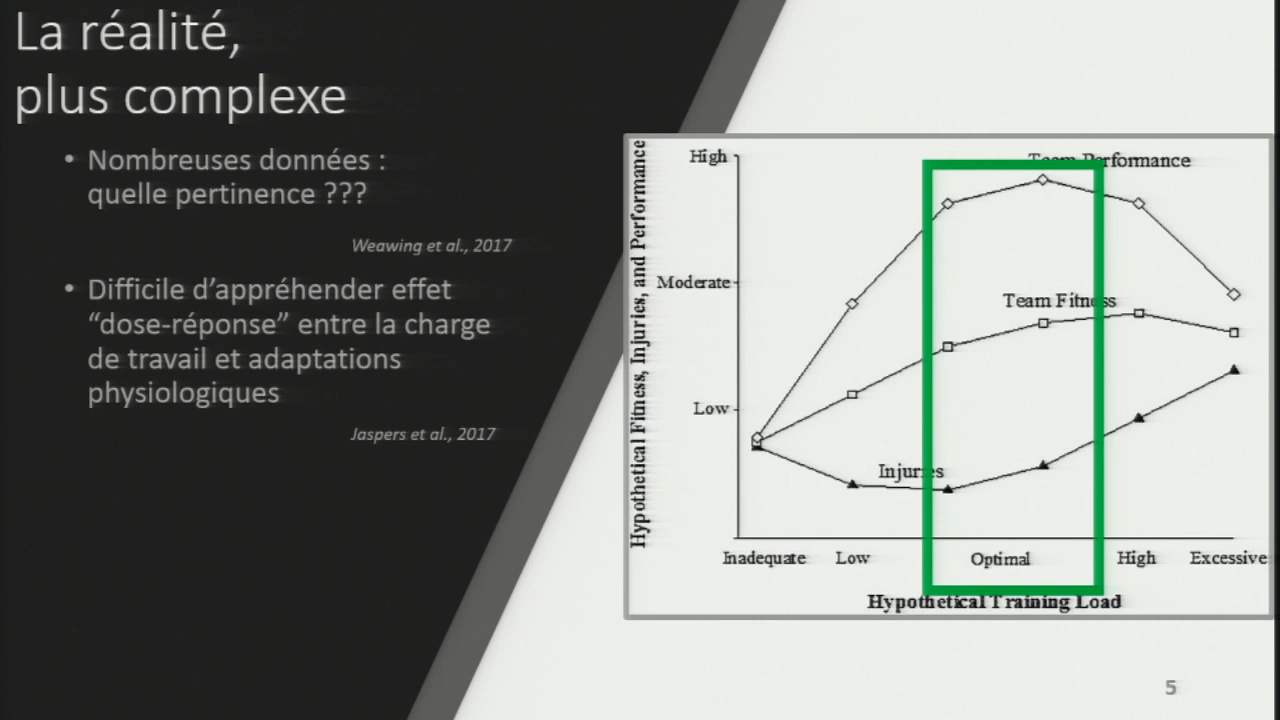 La réalité,
plus complexe
• Nombreuses données :
quelle pertinence ???
Weawing et al., 2017
• Difficile d’appréhender effet
“dose-réponse” entre la charge
de travail et adaptations
physiologiques
Jaspers et al., 2017
Hypothetical Fitness, Injuries, and Performance
High
Team Performance
Moderate
Team Fitness
Low
Injuries
Inadequate Low Optimal High Excessive
Hypothetical Training Load
5